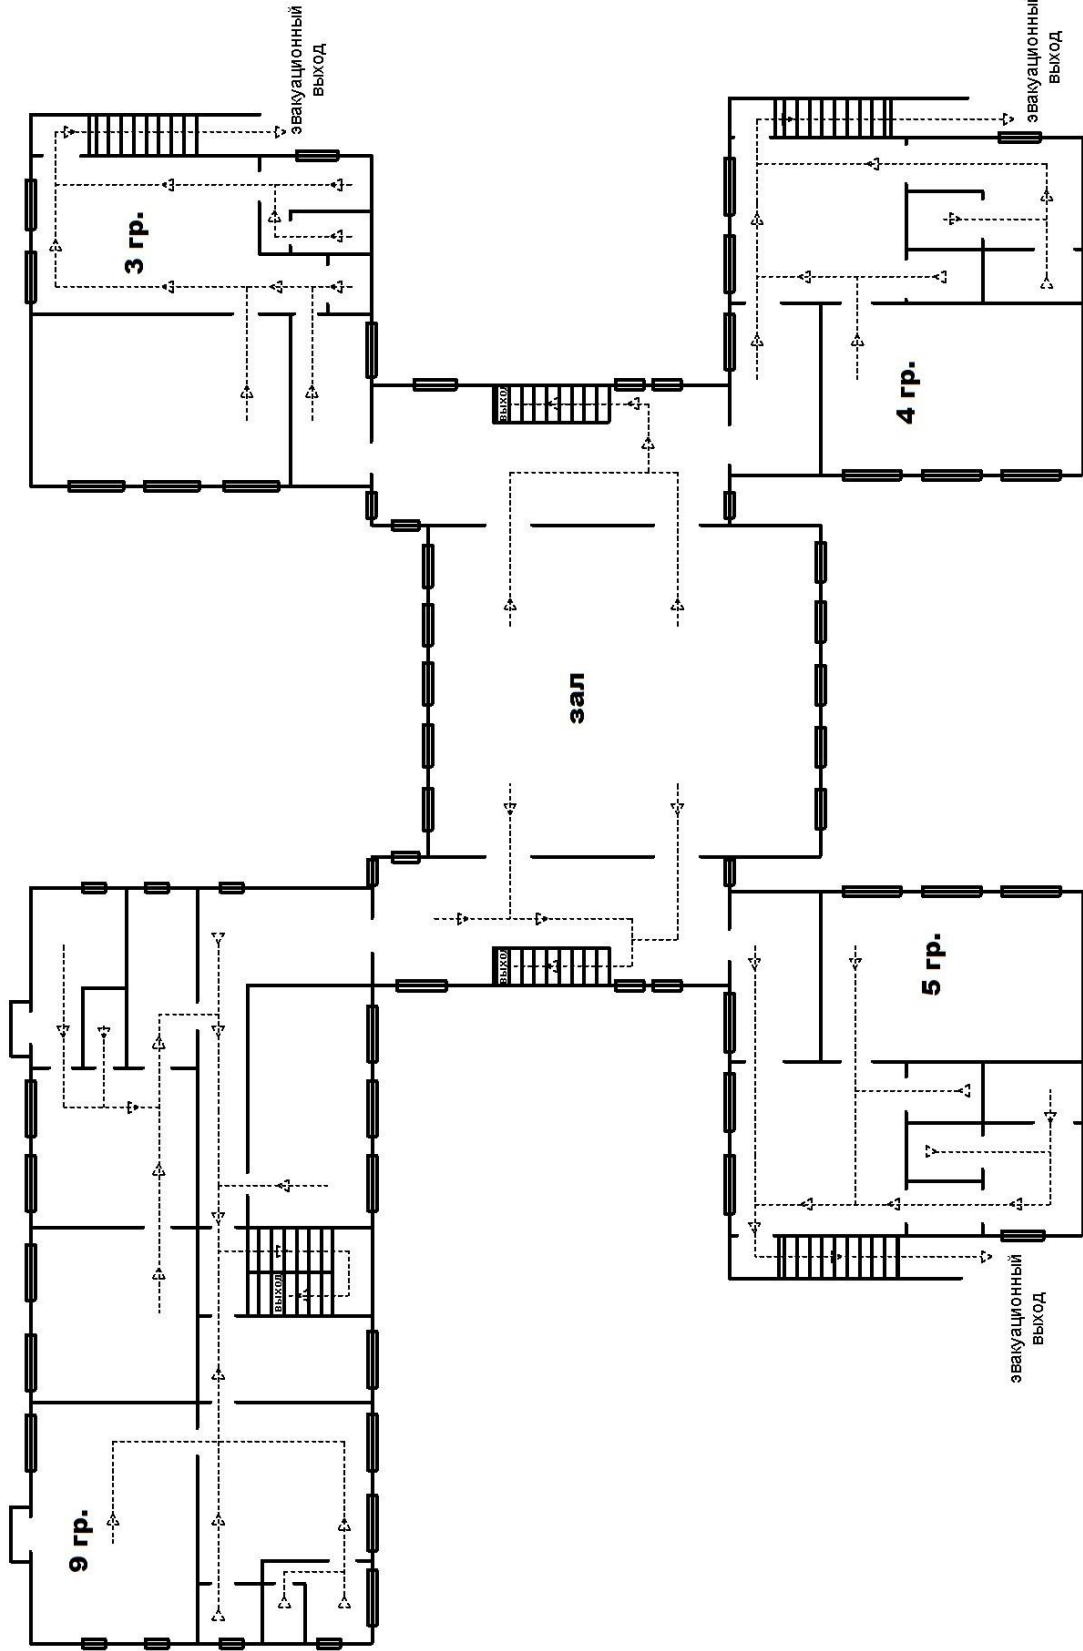 эвакуационный
выход
эвакуационный
выход
3 гр.
4 гр.
выход
зал
выход
5 гр.
выход
эвакуационный
выход
9 гр.